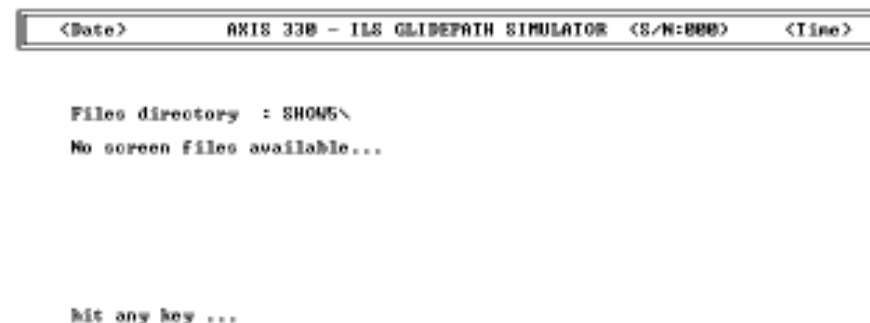 <Date> AXIS 330 - ILS GLIDEPATH SIMULATOR <S/N:000> <Time>
Files directory : SHOW5\
No screen files available...
hit any key ...